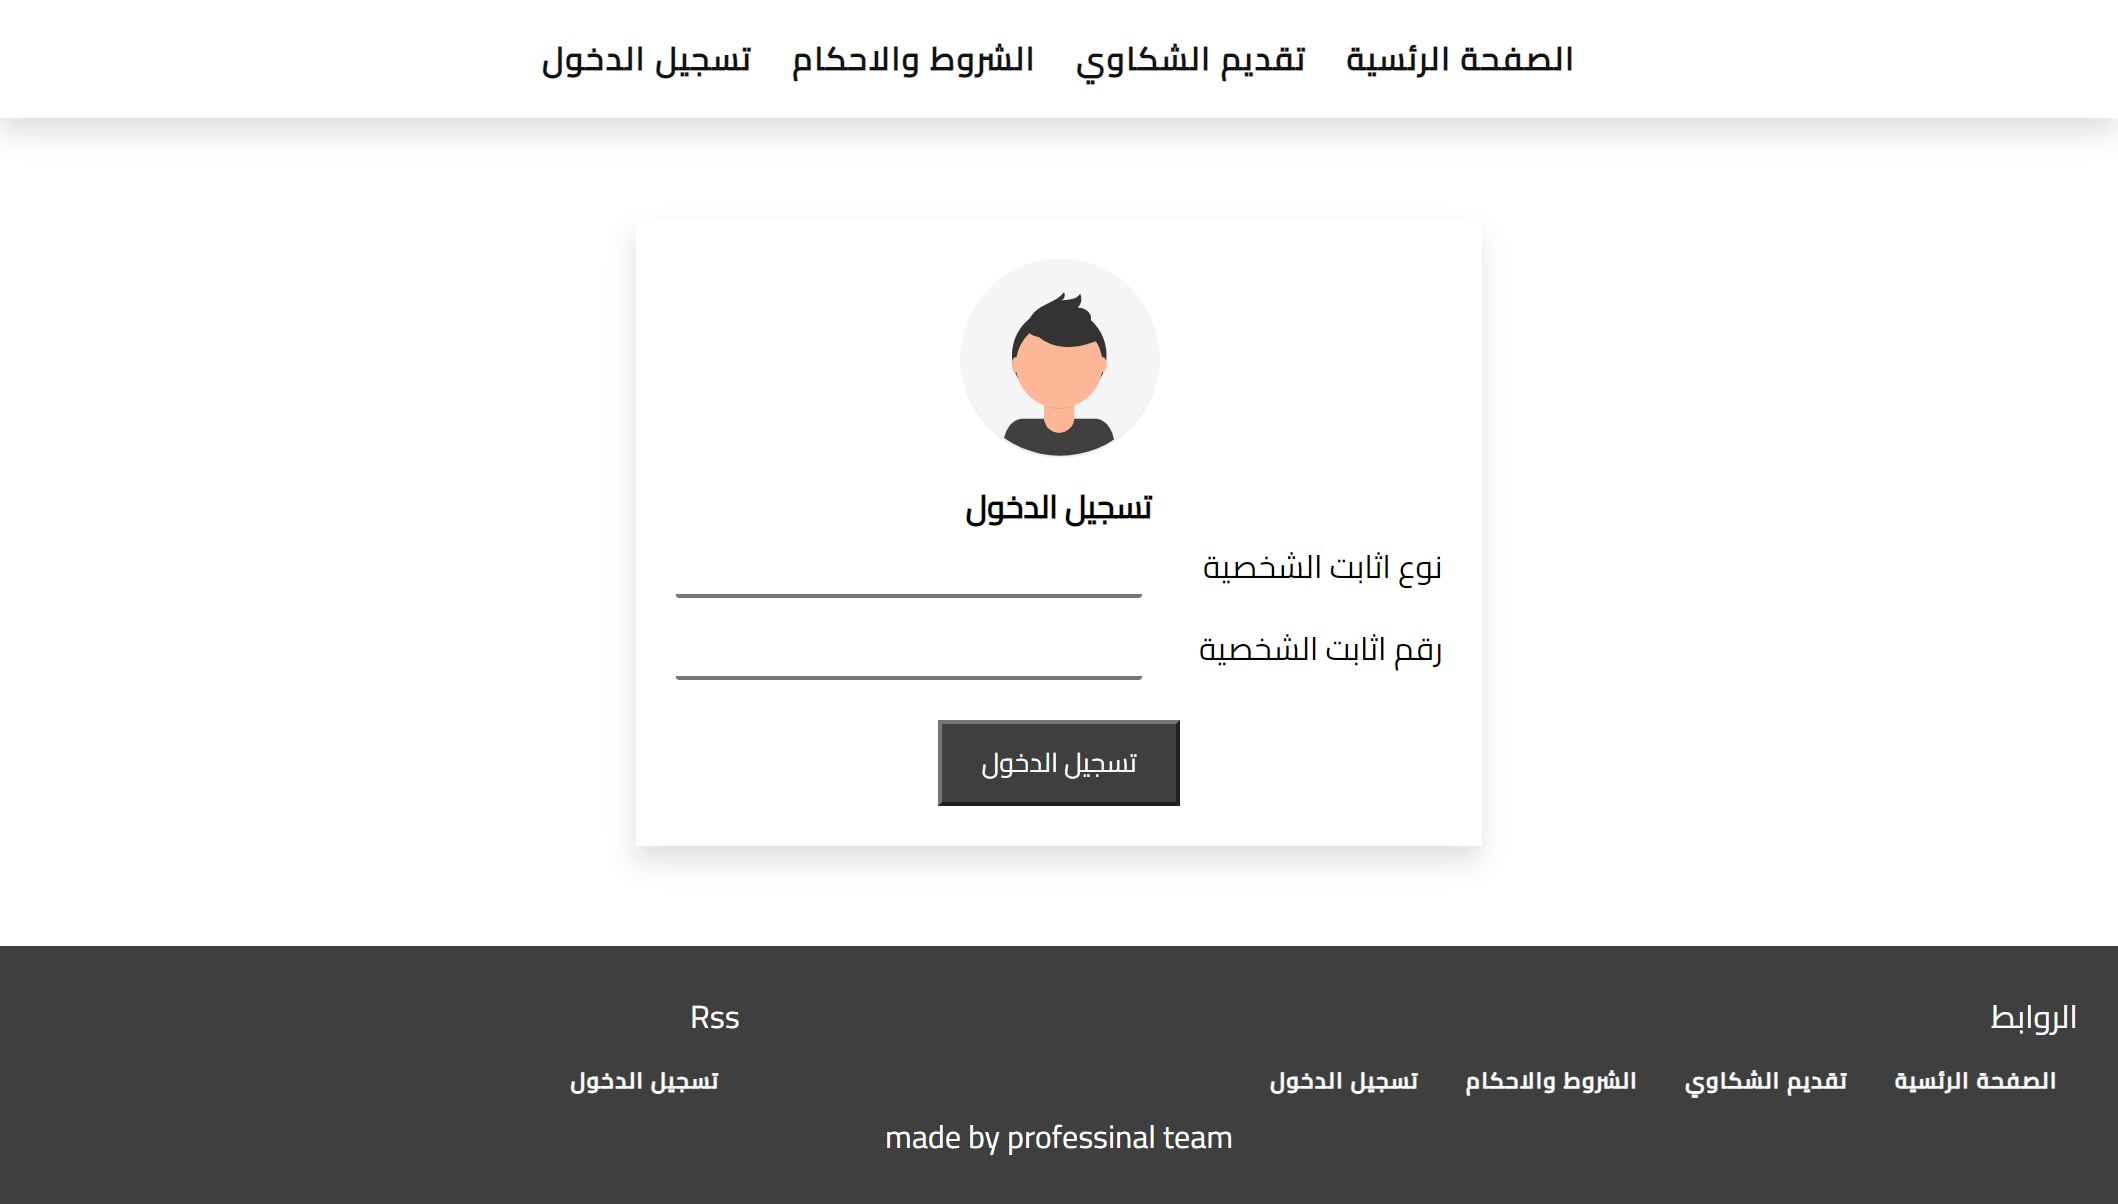 الصفحة الرئسية تقديم الشكاوي الشروط والاحكام تسجيل الدخول
تسجيل الدخول
نوع اثابت الشخصية
رقم اثابت الشخصية
تسجيل الدخول
الروابط
الصفحة الرئسية تقديم الشكاوي الشروط والاحكام تسجيل الدخول
Rss
تسجيل الدخول
made by professinal team